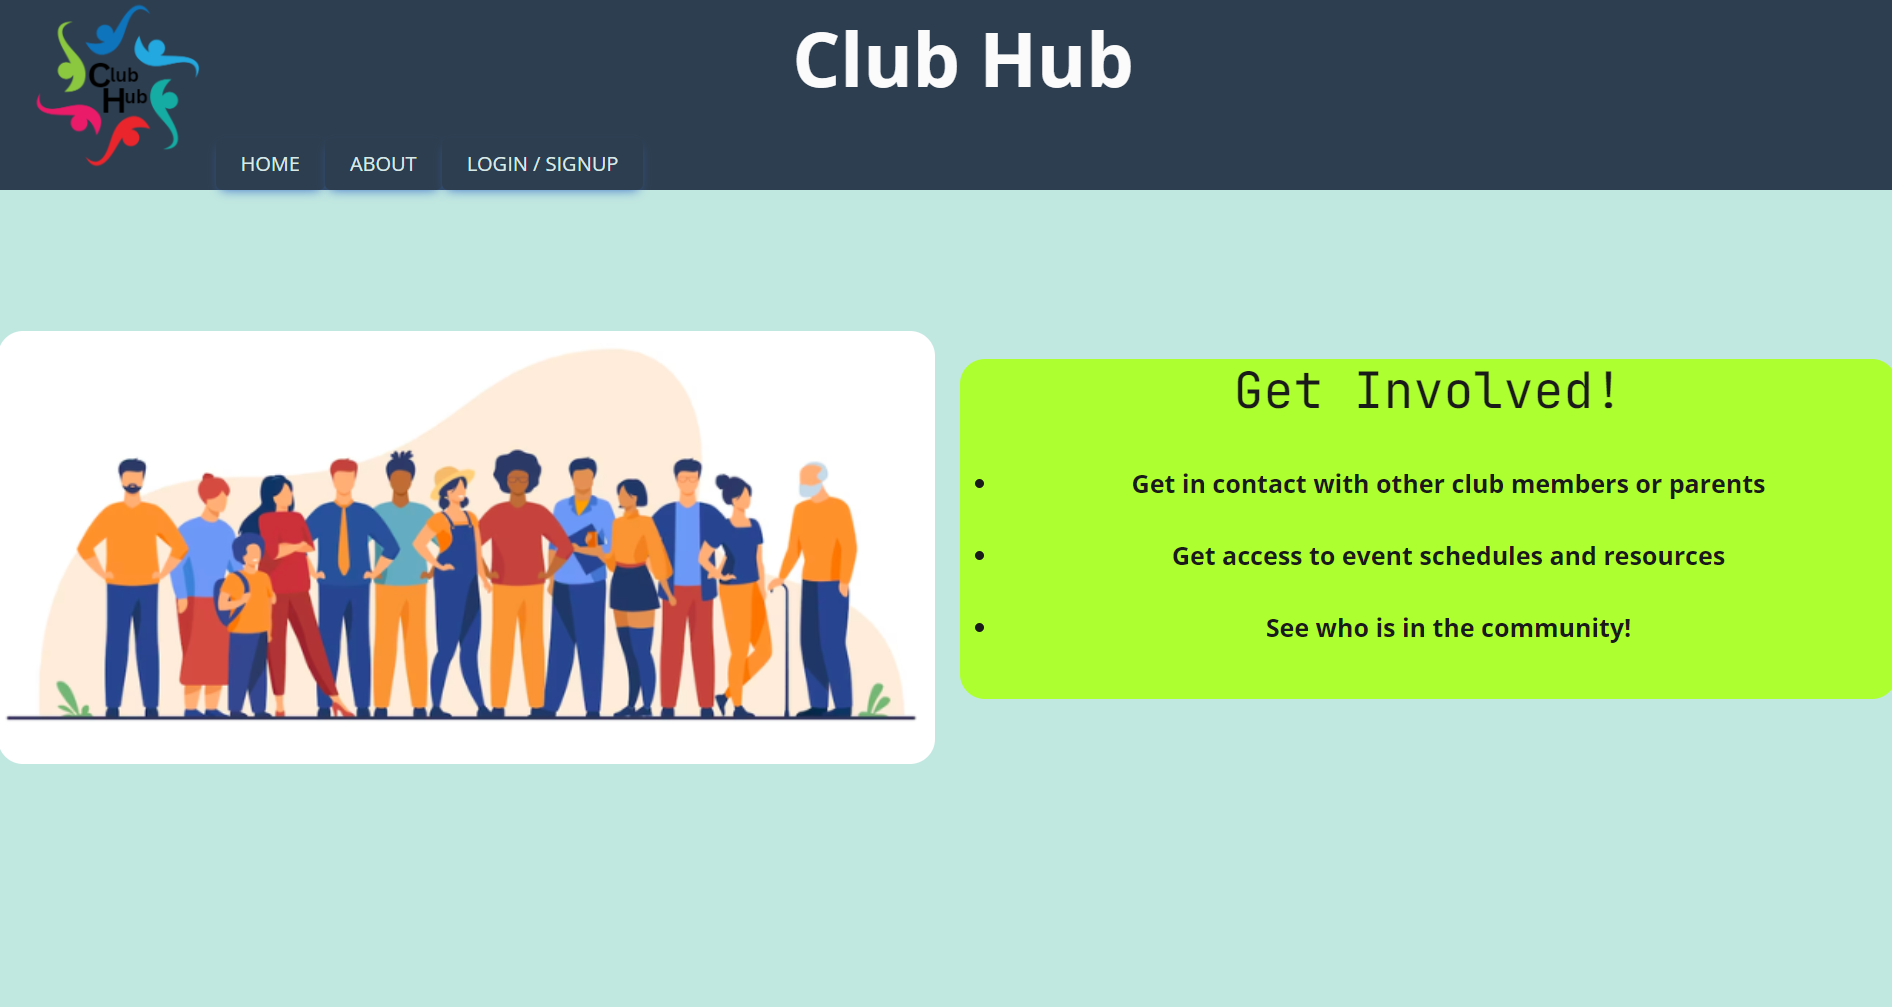 Club
Hub
Club Hub
HOME ABOUT LOGIN / SIGNUP
Get Involved!
• Get in contact with other club members or parents
• Get access to event schedules and resources
• See who is in the community!